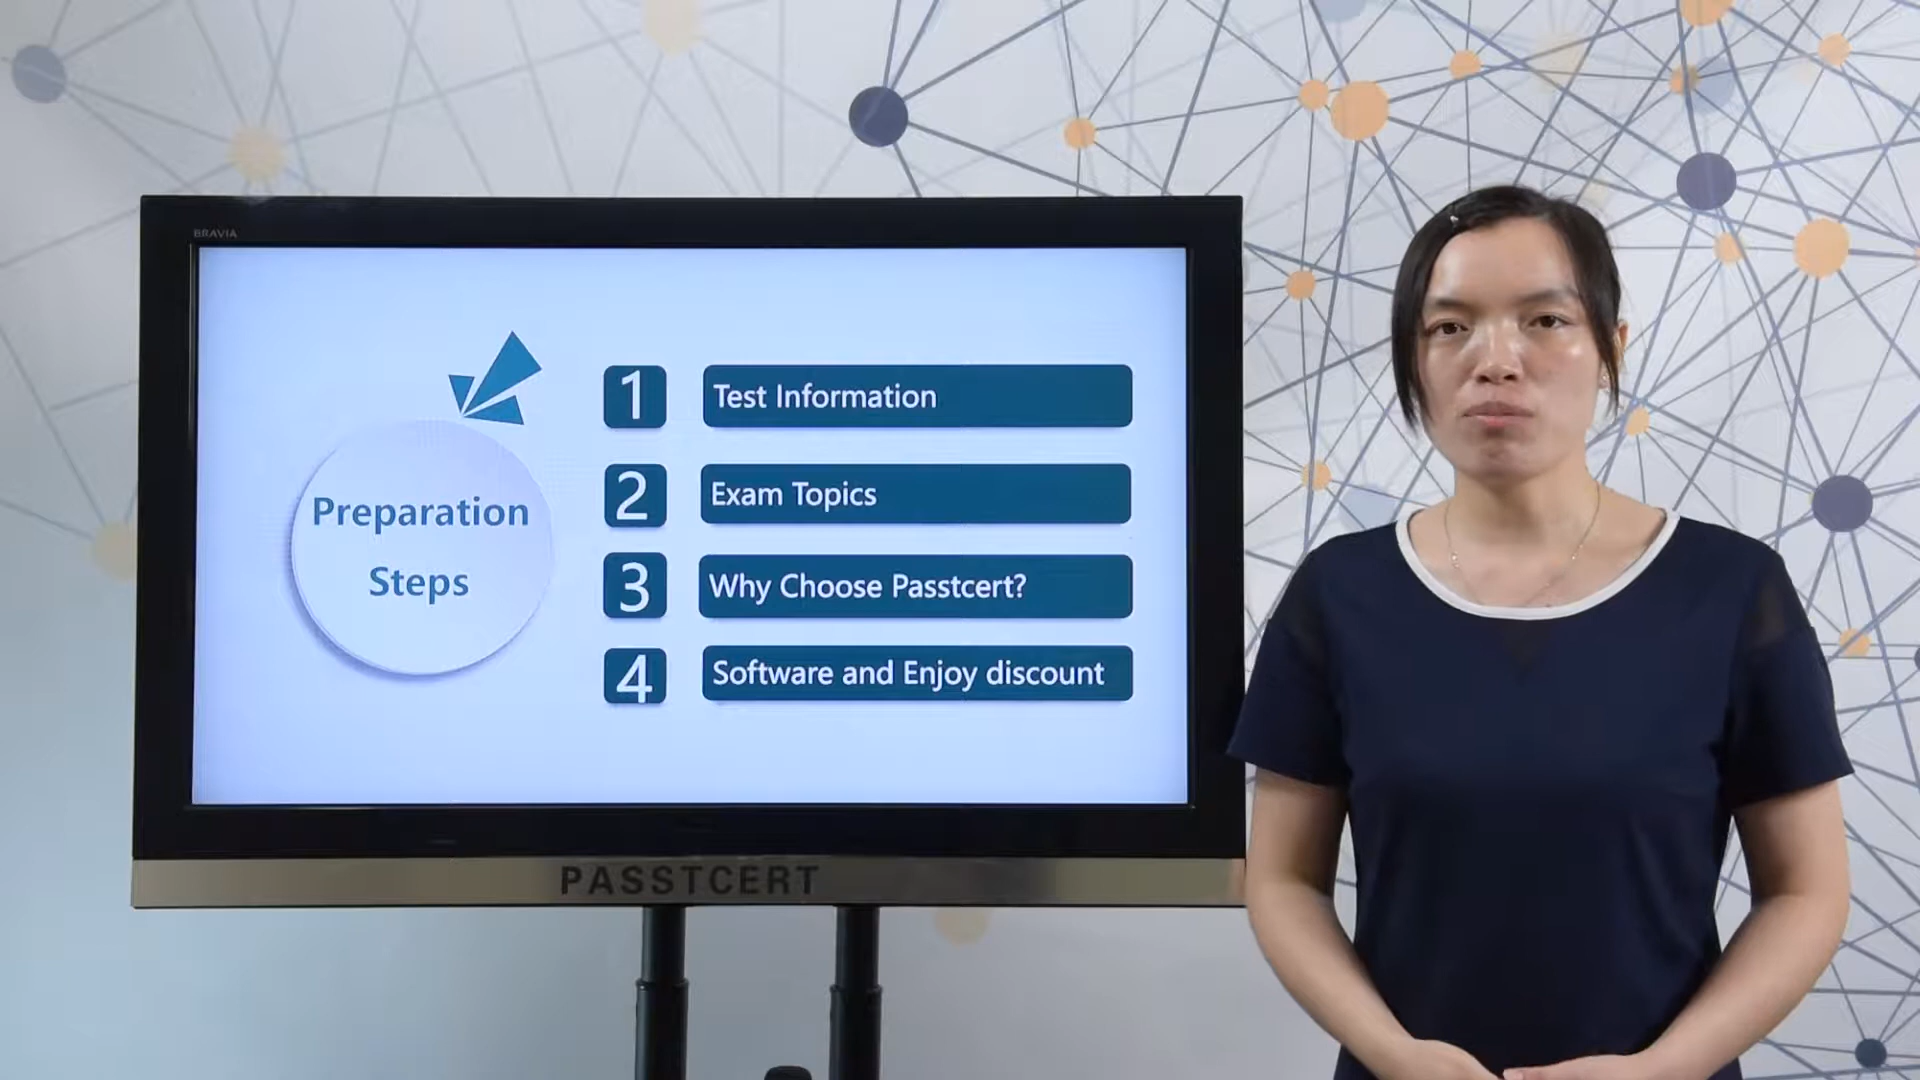 BRAVIA
Preparation
Steps
1 Test Information
2 Exam Topics
3 Why Choose Passtcert?
4 Software and Enjoy discount
PASSTCERT